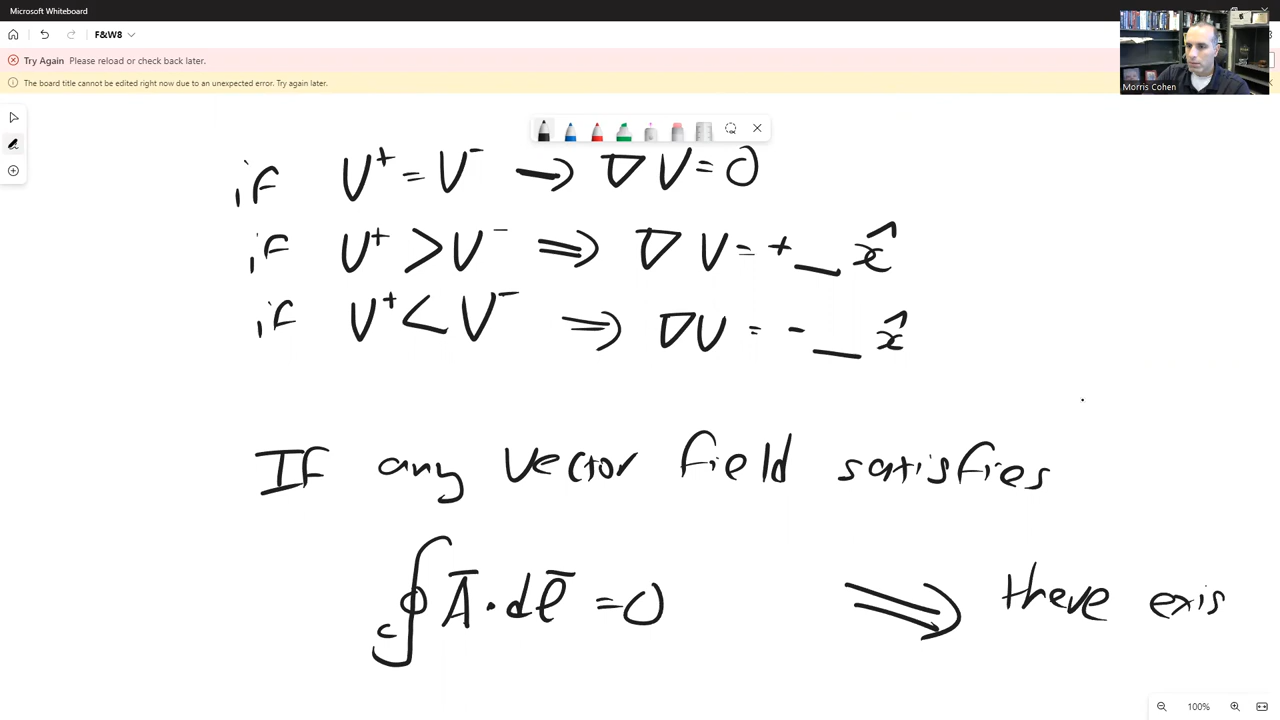 Microsoft Whiteboard
F&W8
Try Again Please reload or check back later.
The board title cannot be edited right now due to an unexpected error. Try again later.
Morris Cohen
if V⁺ = V⁻ → ∇V = 0
if V⁺ > V⁻ ⇒ ∇V = + _ x̂
if V⁺ < V⁻ ⇒ ∇V = - _ x̂
If any vector field satisfies
∮c Ā · dℓ̄ = 0 ⇒ there exis
100%